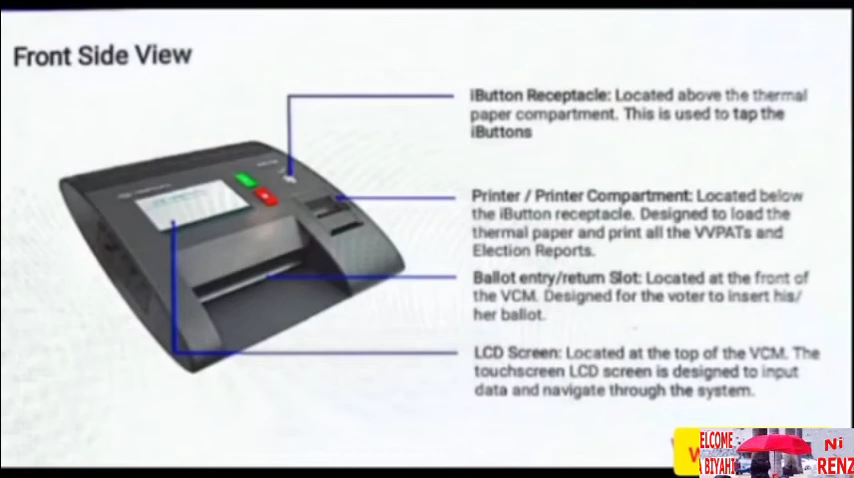 Front Side View
iButton Receptacle: Located above the thermal
paper compartment. This is used to tap the
iButtons
Printer / Printer Compartment: Located below
the iButton receptacle. Designed to load the
thermal paper and print all the VVPATs and
Election Reports.
Ballot entry/return Slot: Located at the front of
the VCM. Designed for the voter to insert his/
her ballot.
LCD Screen: Located at the top of the VCM. The
touchscreen LCD screen is designed to input
data and navigate through the system.
ELCOME
BIYAHI
Ni
RENZ